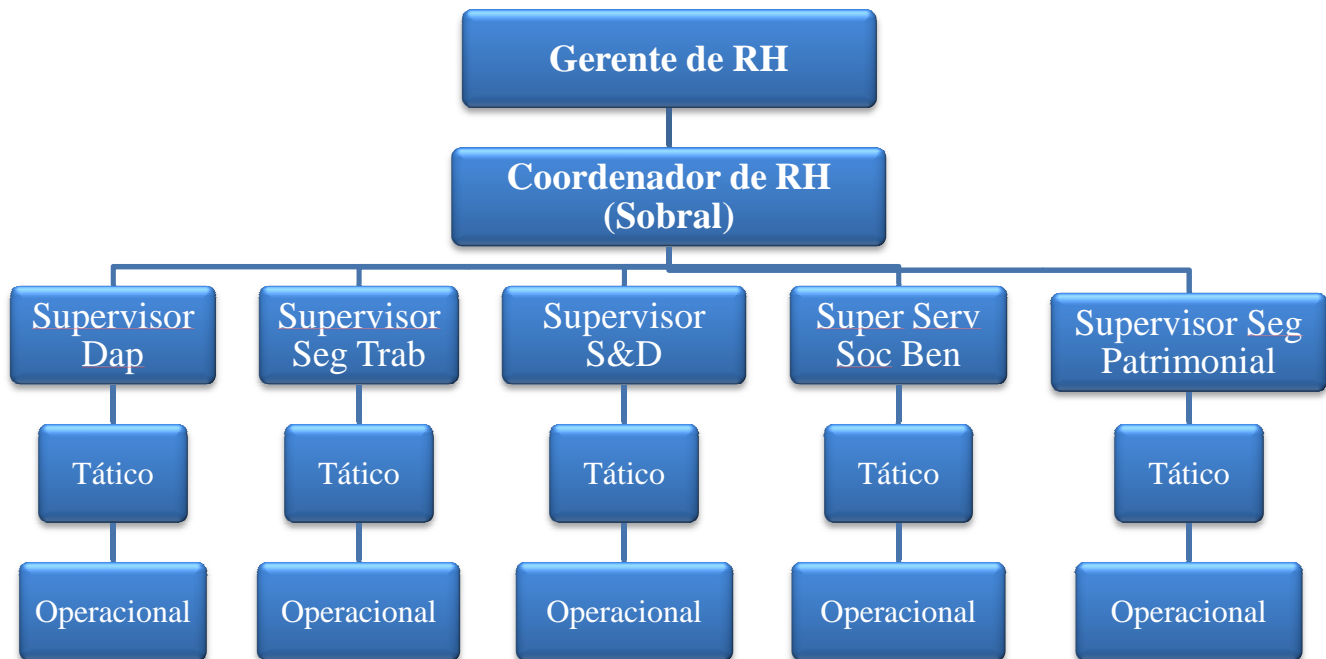 Gerente de RH
Coordenador de RH
(Sobral)
Supervisor
Dap
Supervisor
Seg Trab
Supervisor
S&D
Super Serv
Soc Ben
Supervisor Seg
Patrimonial
Tático
Tático
Tático
Tático
Tático
Operacional
Operacional
Operacional
Operacional
Operacional